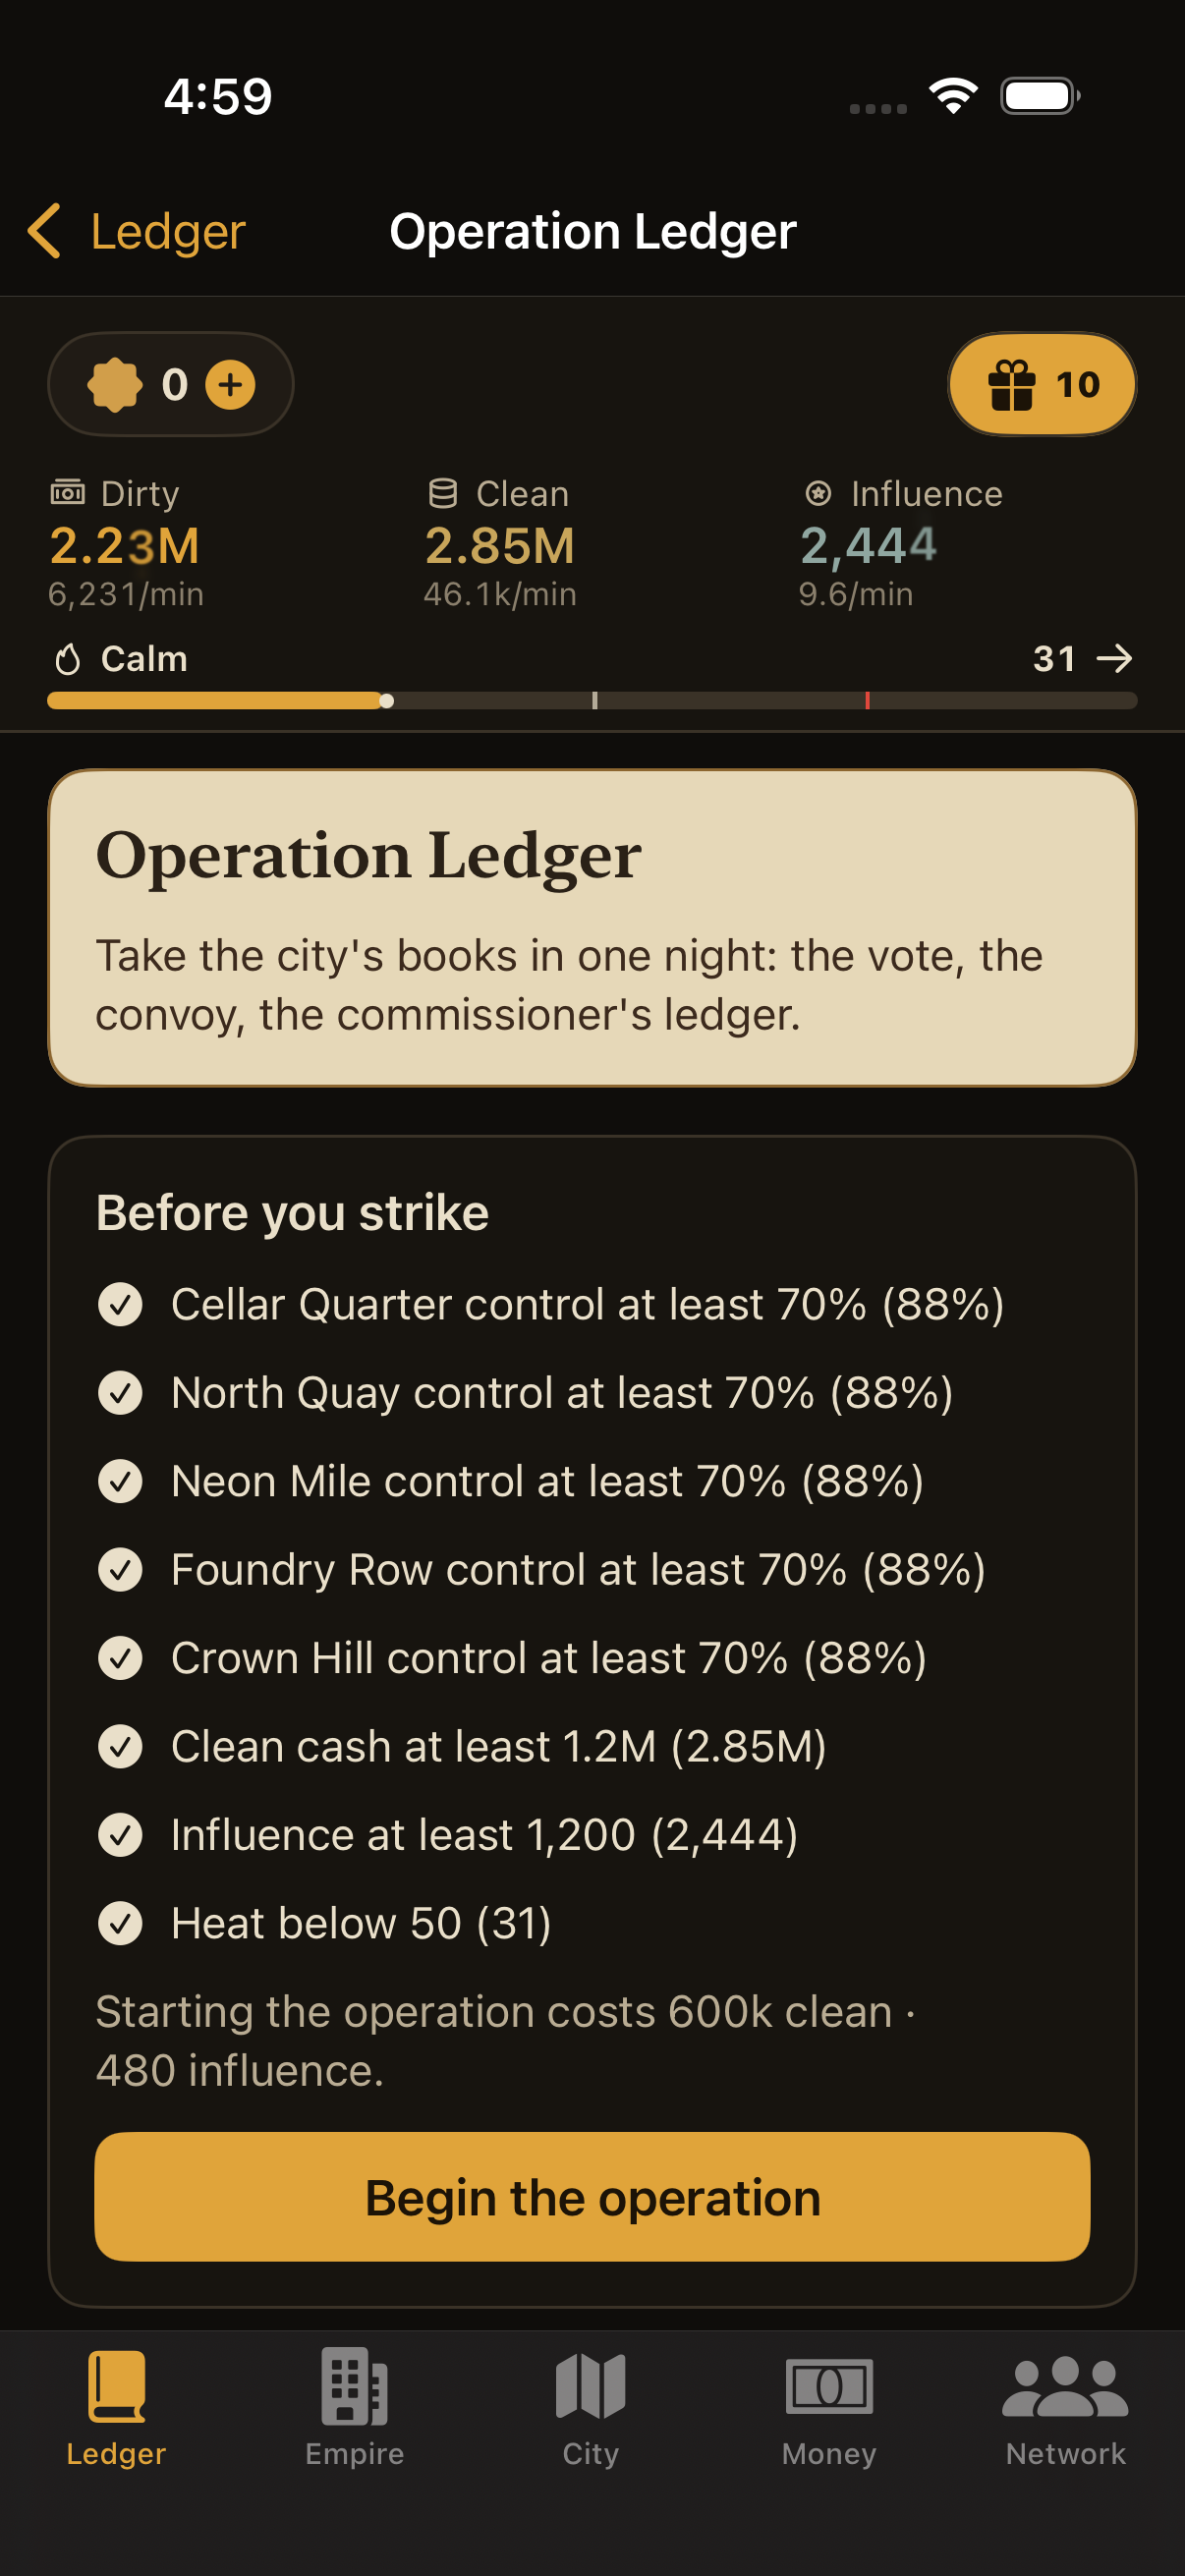 4:59
Ledger
Operation Ledger
0
10
Dirty
Clean
Influence
2.23M
2.85M
2,444
6,231/min
46.1k/min
9.6/min
Calm
31
Operation Ledger
Take the city's books in one night: the vote, the
convoy, the commissioner's ledger.
Before you strike
Cellar Quarter control at least 70% (88%)
North Quay control at least 70% (88%)
Neon Mile control at least 70% (88%)
Foundry Row control at least 70% (88%)
Crown Hill control at least 70% (88%)
Clean cash at least 1.2M (2.85M)
Influence at least 1,200 (2,444)
Heat below 50 (31)
Starting the operation costs 600k clean ·
480 influence.
Begin the operation
Ledger
Empire
City
Money
Network